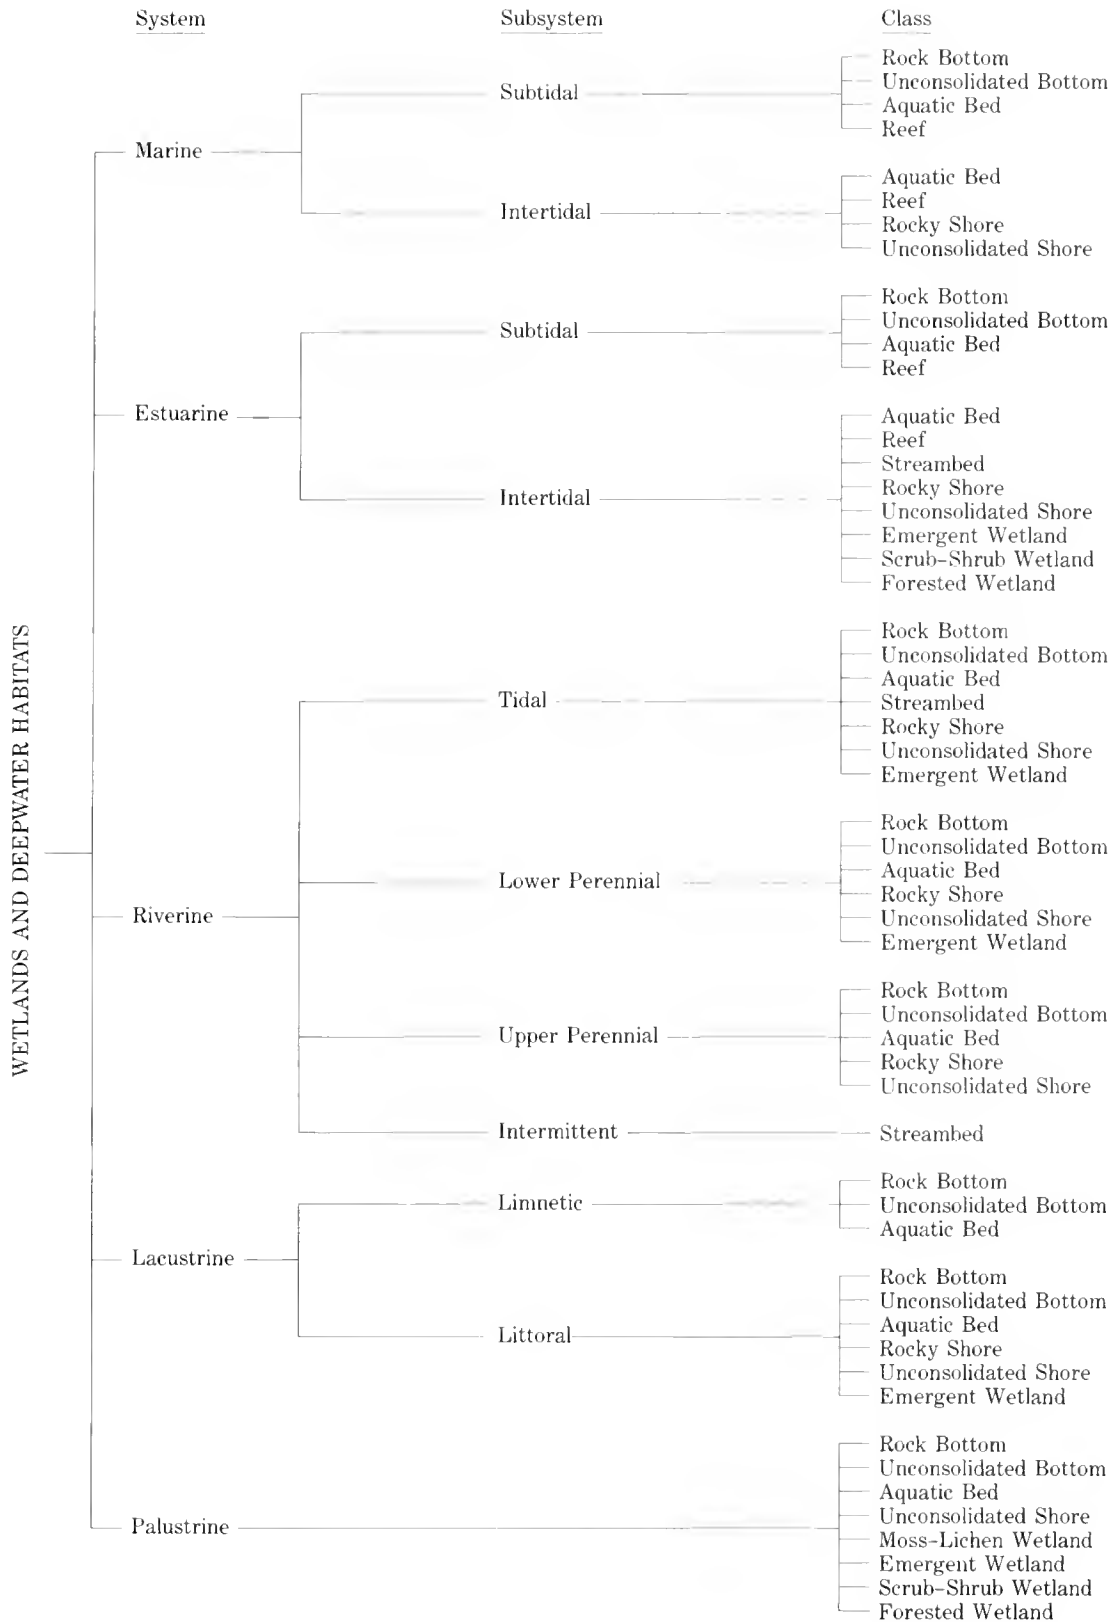 System Subsystem Class
Rock Bottom
Unconsolidated Bottom
Subtidal
Aquatic Bed
Reef
Marine
Aquatic Bed
Reef
Intertidal
Rocky Shore
Unconsolidated Shore
Rock Bottom
Unconsolidated Bottom
Subtidal
Aquatic Bed
Reef
Estuarine
Aquatic Bed
Reef
Streambed
Rocky Shore
Intertidal
Unconsolidated Shore
Emergent Wetland
Scrub-Shrub Wetland
Forested Wetland
WETLANDS AND DEEPWATER HABITATS
Rock Bottom
Unconsolidated Bottom
Aquatic Bed
Tidal
Streambed
Rocky Shore
Unconsolidated Shore
Emergent Wetland
Rock Bottom
Unconsolidated Bottom
Aquatic Bed
Lower Perennial
Rocky Shore
Unconsolidated Shore
Emergent Wetland
Riverine
Rock Bottom
Unconsolidated Bottom
Upper Perennial
Aquatic Bed
Rocky Shore
Unconsolidated Shore
Intermittent
Streambed
Rock Bottom
Limnetic
Unconsolidated Bottom
Aquatic Bed
Lacustrine
Rock Bottom
Unconsolidated Bottom
Aquatic Bed
Littoral
Rocky Shore
Unconsolidated Shore
Emergent Wetland
Rock Bottom
Unconsolidated Bottom
Aquatic Bed
Unconsolidated Shore
Palustrine
Moss-Lichen Wetland
Emergent Wetland
Scrub-Shrub Wetland
Forested Wetland